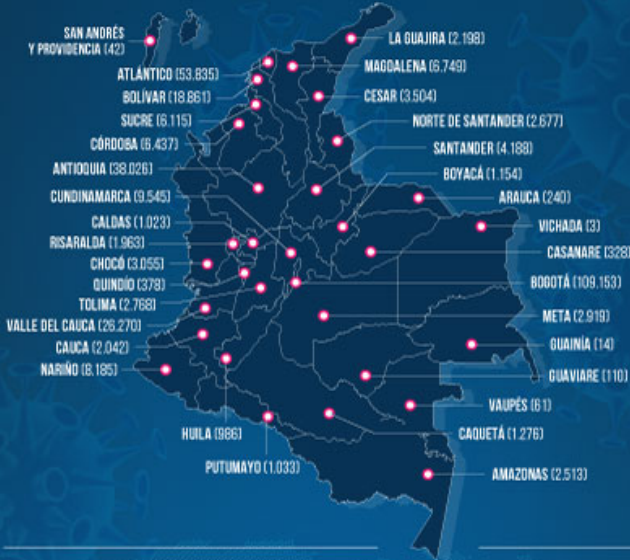 SAN ANDRÉS
Y PROVIDENCIA (42)
ATLÁNTICO (53.835)
BOLÍVAR (18.861)
SUCRE (6.115)
CÓRDOBA (6.437)
ANTIOQUIA (38.026)
CUNDINAMARCA (9.545)
CALDAS (1.023)
RISARALDA (1.963)
CHOCÓ (3.055)
QUINDÍO (378)
TOLIMA (2.768)
VALLE DEL CAUCA (26.270)
CAUCA (2.042)
NARIÑO (8.185)
HUILA (986)
PUTUMAYO (1.033)
LA GUAJIRA (2.198)
MAGDALENA (6.749)
CESAR (3.504)
NORTE DE SANTANDER (2.677)
SANTANDER (4.188)
BOYACÁ (1.154)
ARAUCA (240)
VICHADA (3)
CASANARE (328)
BOGOTÁ (109.153)
META (2.919)
GUAINÍA (14)
GUAVIARE (110)
VAUPÉS (61)
CAQUETÁ (1.276)
AMAZONAS (2.513)